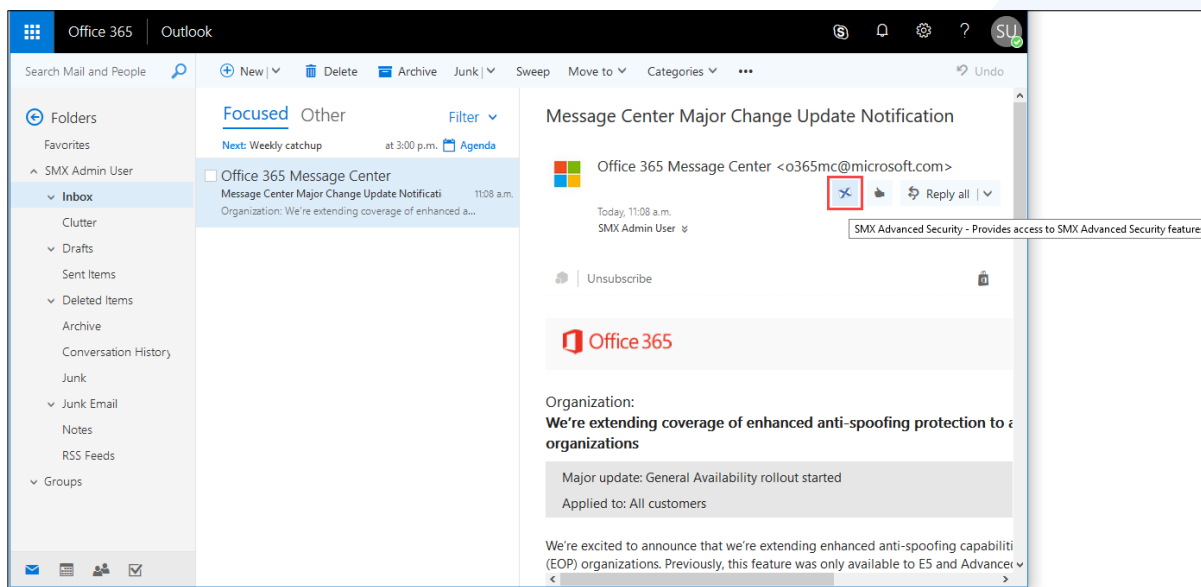 Office 365 Outlook
SU
Search Mail and People
New
Delete
Archive
Junk
Sweep
Move to
Categories
Undo
Folders
Favorites
SMX Admin User
Inbox
Clutter
Drafts
Sent Items
Deleted Items
Archive
Conversation History
Junk
Junk Email
Notes
RSS Feeds
Groups
Focused Other Filter
Next: Weekly catchup at 3:00 p.m. Agenda
Office 365 Message Center
Message Center Major Change Update Notificati 11:08 a.m.
Organization: We're extending coverage of enhanced a...
Message Center Major Change Update Notification
Office 365 Message Center <o365mc@microsoft.com>
Reply all
Today, 11:08 a.m.
SMX Admin User
SMX Advanced Security - Provides access to SMX Advanced Security feature
Unsubscribe
Office 365
Organization:
We're extending coverage of enhanced anti-spoofing protection to a
organizations
Major update: General Availability rollout started
Applied to: All customers
We're excited to announce that we're extending enhanced anti-spoofing capabiliti
(EOP) organizations. Previously, this feature was only available to E5 and Advance